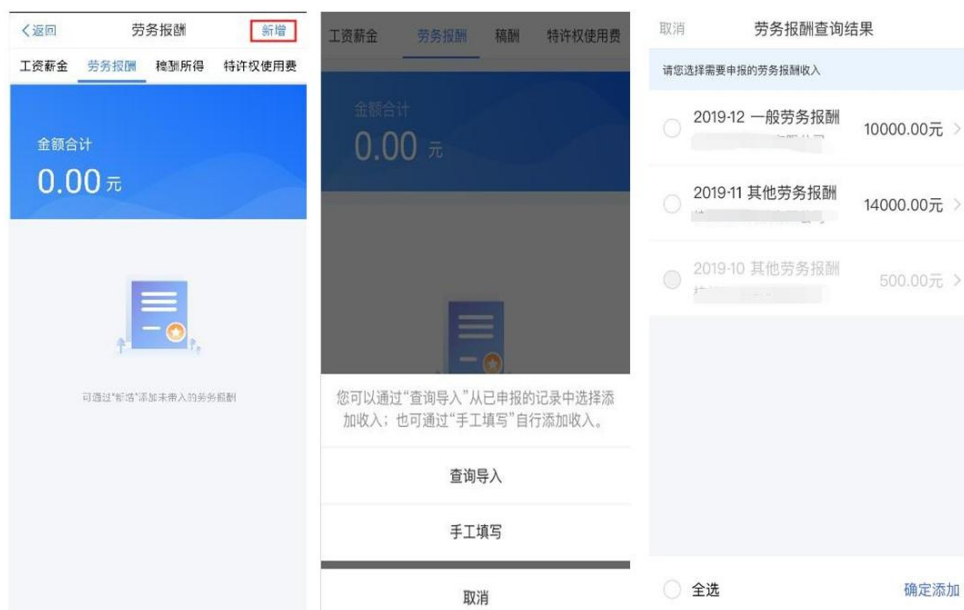 返回
劳务报酬
新增
工资薪金
劳务报酬
稿酬所得
特许权使用费
金额合计
0.00 元
可通过“新增”添加未带入的劳务报酬
工资薪金
劳务报酬
稿酬
特许权使用费
金额合计
0.00 元
您可以通过“查询导入”从已申报的记录中选择添
加收入；也可通过“手工填写”自行添加收入。
查询导入
手工填写
取消
取消
劳务报酬查询结果
请您选择需要申报的劳务报酬收入
2019-12 一般劳务报酬
10000.00元
2019-11 其他劳务报酬
14000.00元
2019-10 其他劳务报酬
500.00元
全选
确定添加